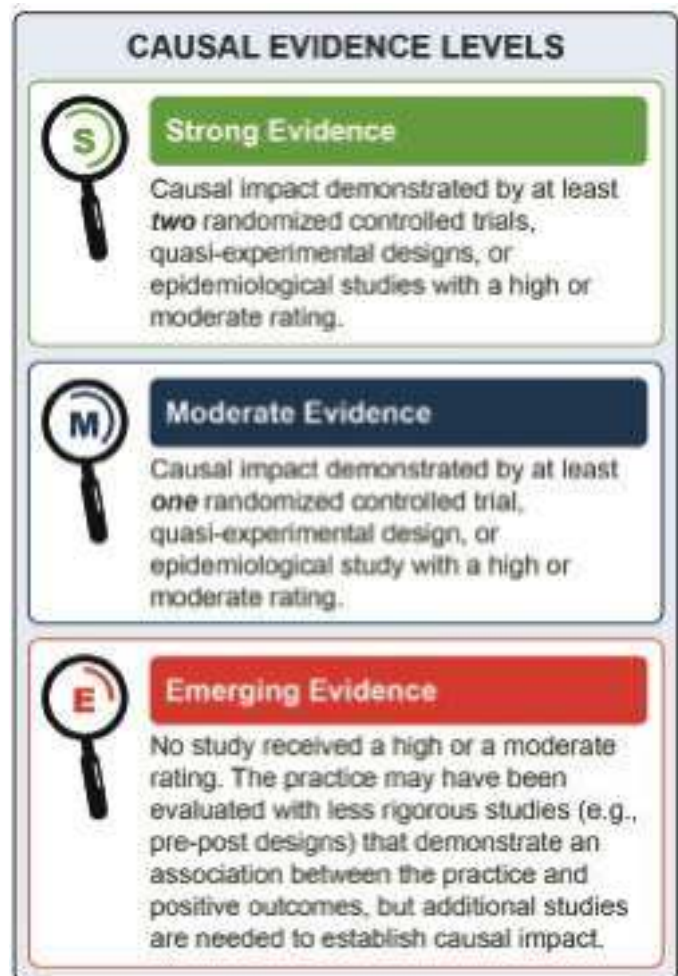 CAUSAL EVIDENCE LEVELS
S
Strong Evidence
Causal impact demonstrated by at least
two randomized controlled trials,
quasi-experimental designs, or
epidemiological studies with a high or
moderate rating.
M
Moderate Evidence
Causal impact demonstrated by at least
one randomized controlled trial,
quasi-experimental design, or
epidemiological study with a high or
moderate rating.
E
Emerging Evidence
No study received a high or a moderate
rating. The practice may have been
evaluated with less rigorous studies (e.g.,
pre-post designs) that demonstrate an
association between the practice and
positive outcomes, but additional studies
are needed to establish causal impact.